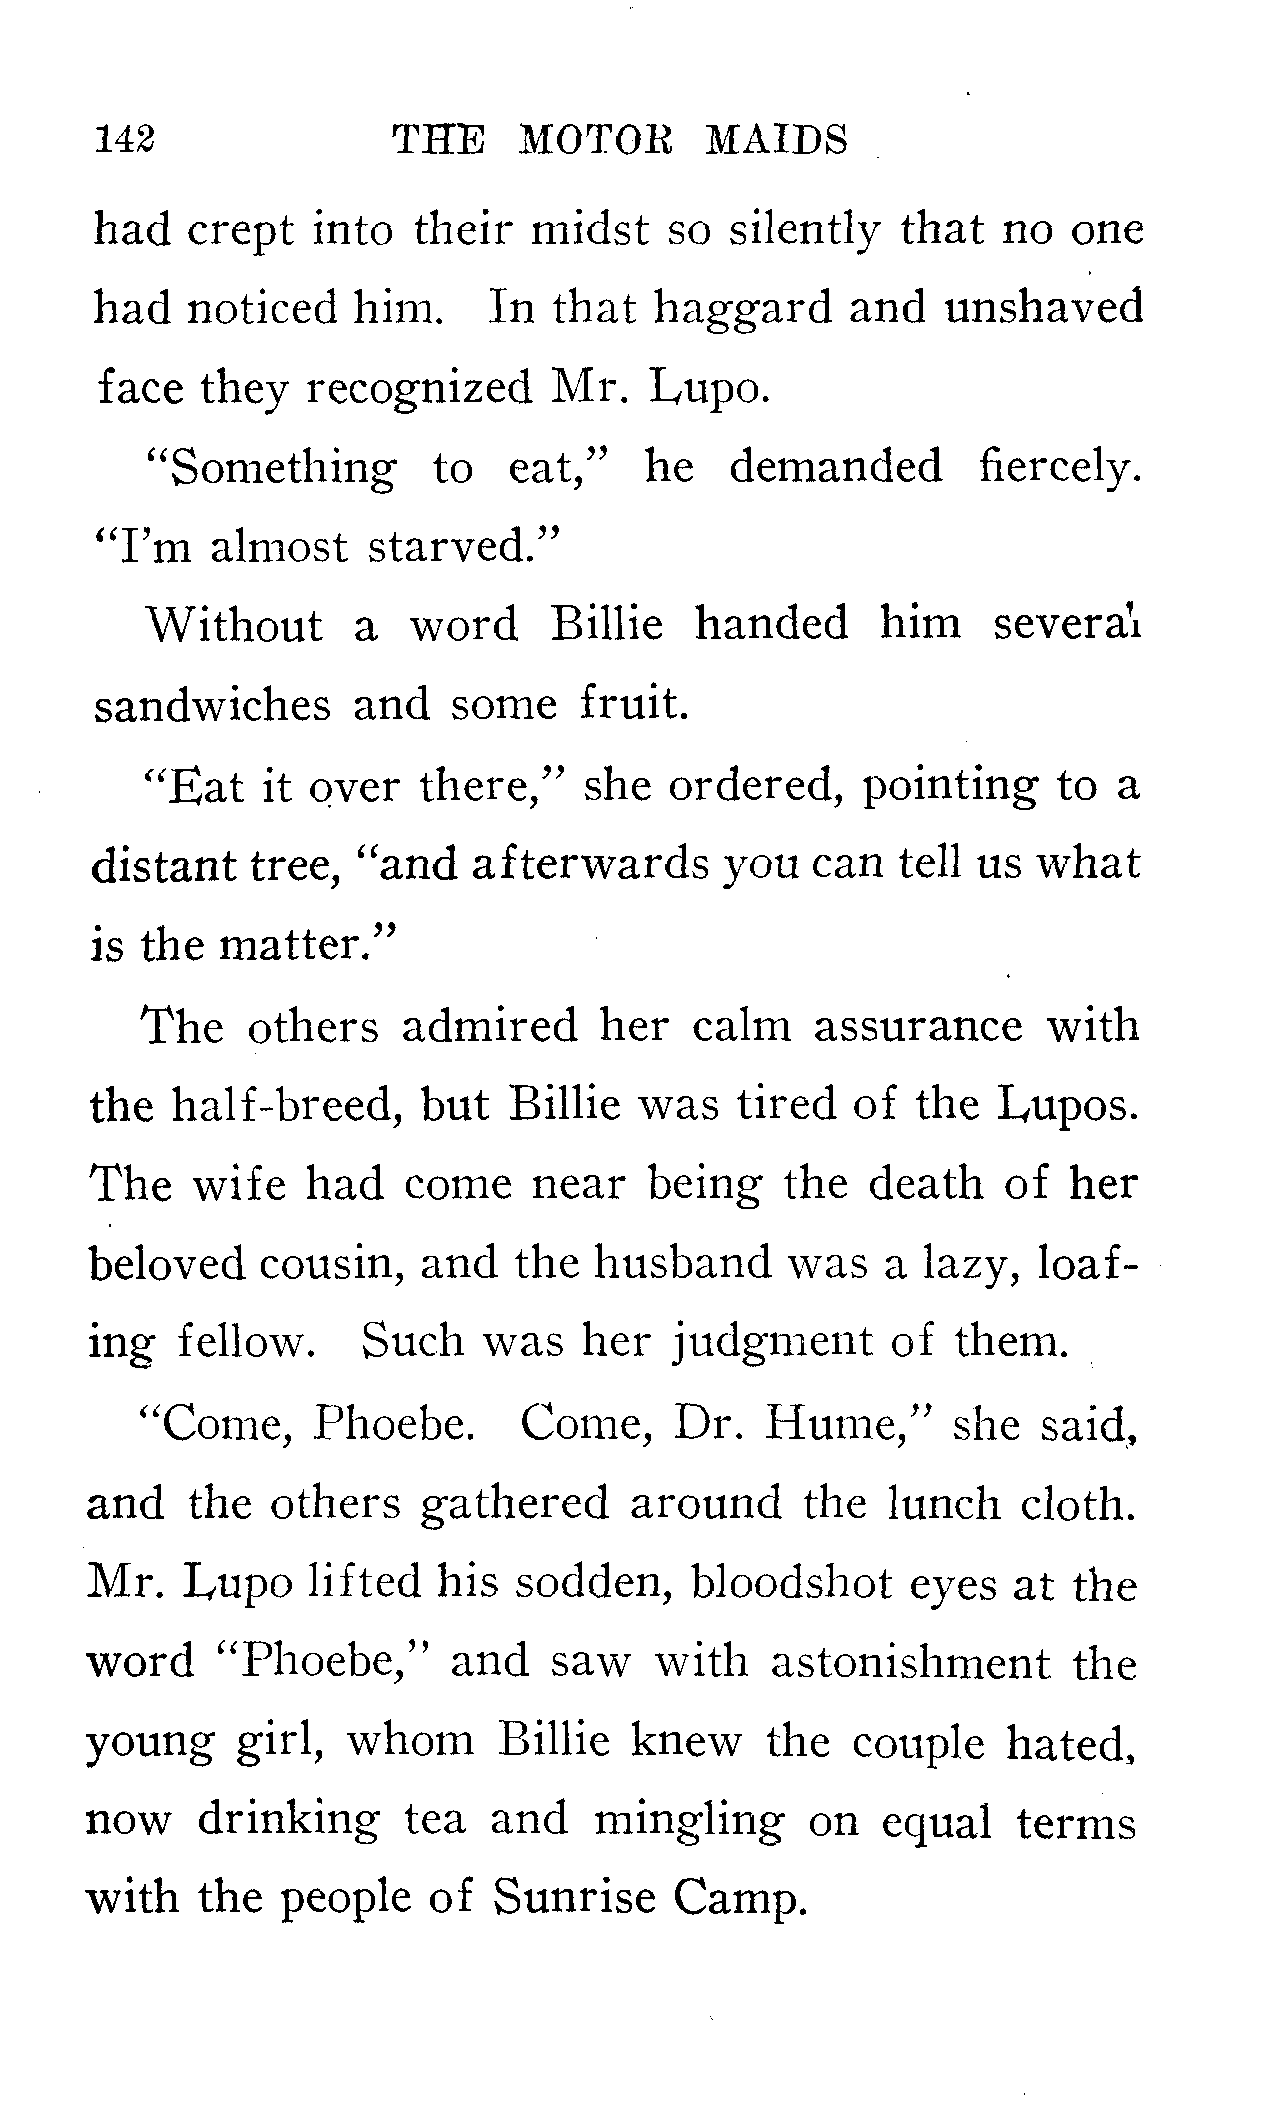 142 THE MOTOR MAIDS
had crept into their midst so silently that no one
had noticed him. In that haggard and unshaved
face they recognized Mr. Lupo.
“Something to eat,” he demanded fiercely.
“I’m almost starved.”
Without a word Billie handed him several
sandwiches and some fruit.
“Eat it over there,” she ordered, pointing to a
distant tree, “and afterwards you can tell us what
is the matter.”
The others admired her calm assurance with
the half-breed, but Billie was tired of the Lupos.
The wife had come near being the death of her
beloved cousin, and the husband was a lazy, loaf-
ing fellow. Such was her judgment of them.
“Come, Phoebe. Come, Dr. Hume,” she said,
and the others gathered around the lunch cloth.
Mr. Lupo lifted his sodden, bloodshot eyes at the
word “Phoebe,” and saw with astonishment the
young girl, whom Billie knew the couple hated,
now drinking tea and mingling on equal terms
with the people of Sunrise Camp.